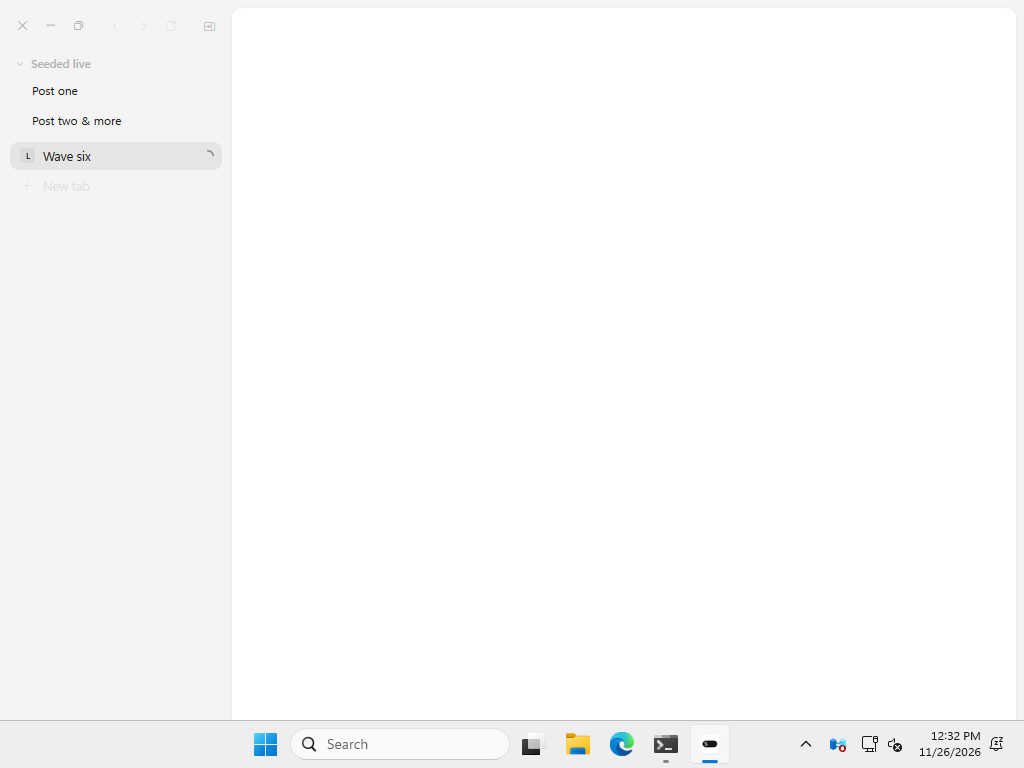 Seeded live
Post one
Post two & more
L Wave six
+ New tab
Search
12:32 PM
11/26/2026